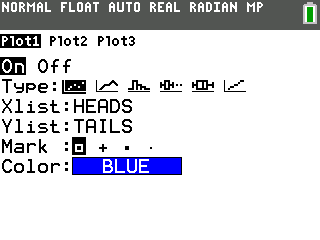 NORMAL FLOAT AUTO REAL RADIAN MP
Plot1 Plot2 Plot3
On Off
Type:
Xlist:HEADS
Ylist:TAILS
Mark :
Color: BLUE